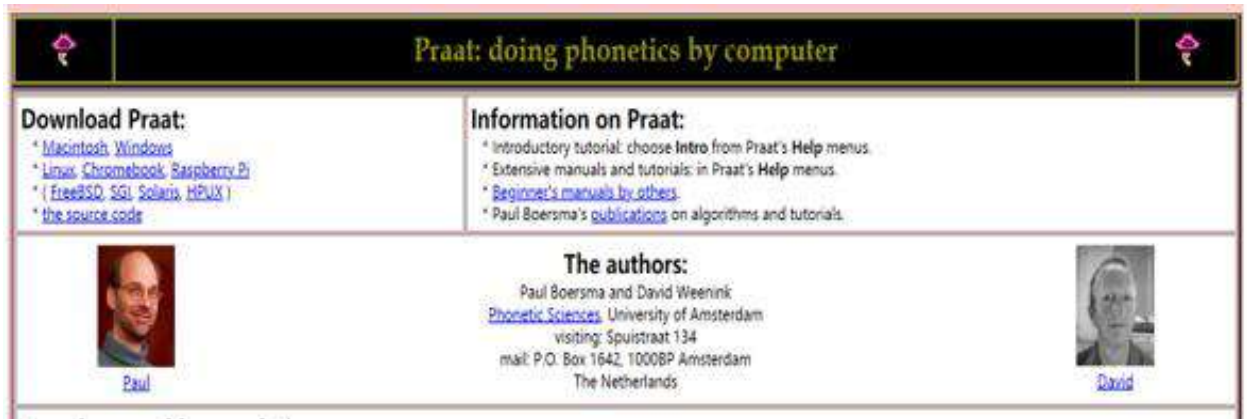 Praat: doing phonetics by computer
Download Praat:
* Macintosh, Windows
* Linux, Chromebook, Raspberry Pi
* ( FreeBSD, SGI, Solaris, HPUX )
* the source code
Information on Praat:
* Introductory tutorial: choose Intro from Praat's Help menus.
* Extensive manuals and tutorials: in Praat's Help menus.
* Beginner's manuals by others.
* Paul Boersma's publications on algorithms and tutorials.
The authors:
Paul Boersma and David Weenink
Phonetic Sciences, University of Amsterdam
visiting: Spuistraat 134
mail: P.O. Box 1642, 1000BP Amsterdam
The Netherlands
Paul
David